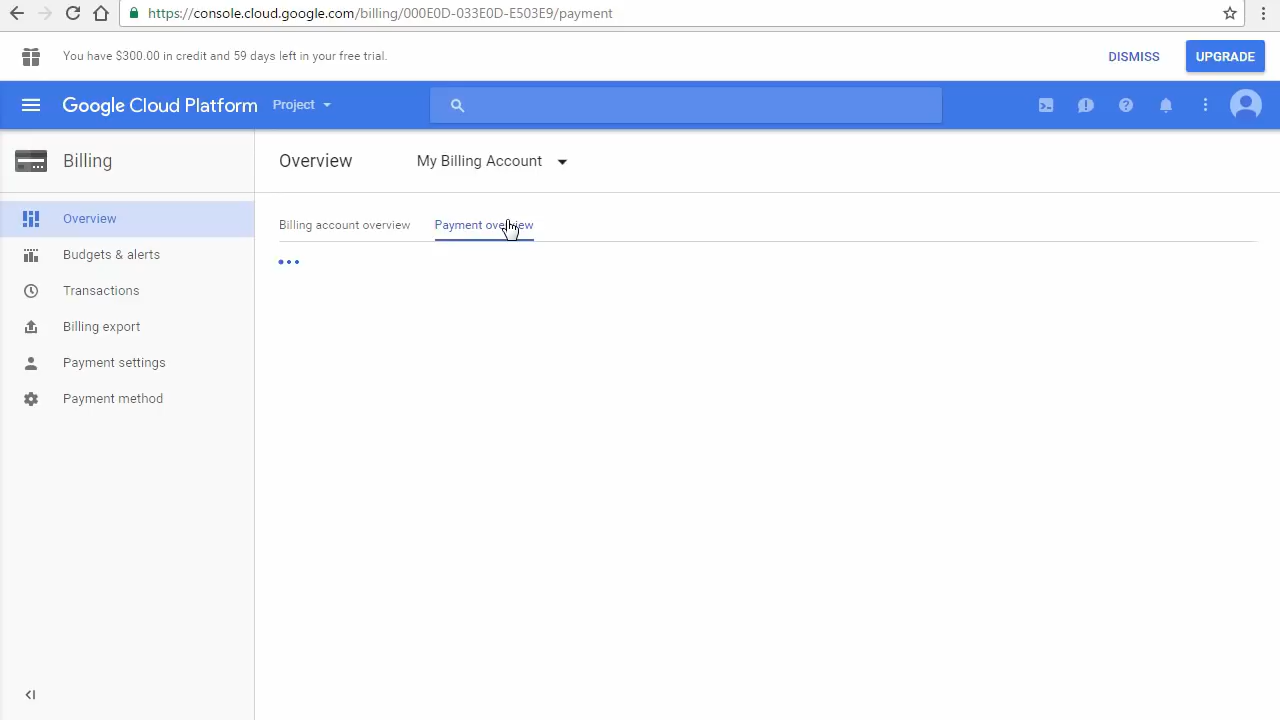 https://console.cloud.google.com/billing/000E0D-033E0D-E503E9/payment
You have $300.00 in credit and 59 days left in your free trial.
DISMISS
UPGRADE
Google Cloud Platform
Project
Billing
Overview
My Billing Account
Overview
Budgets & alerts
Transactions
Billing export
Payment settings
Payment method
Billing account overview
Payment overview